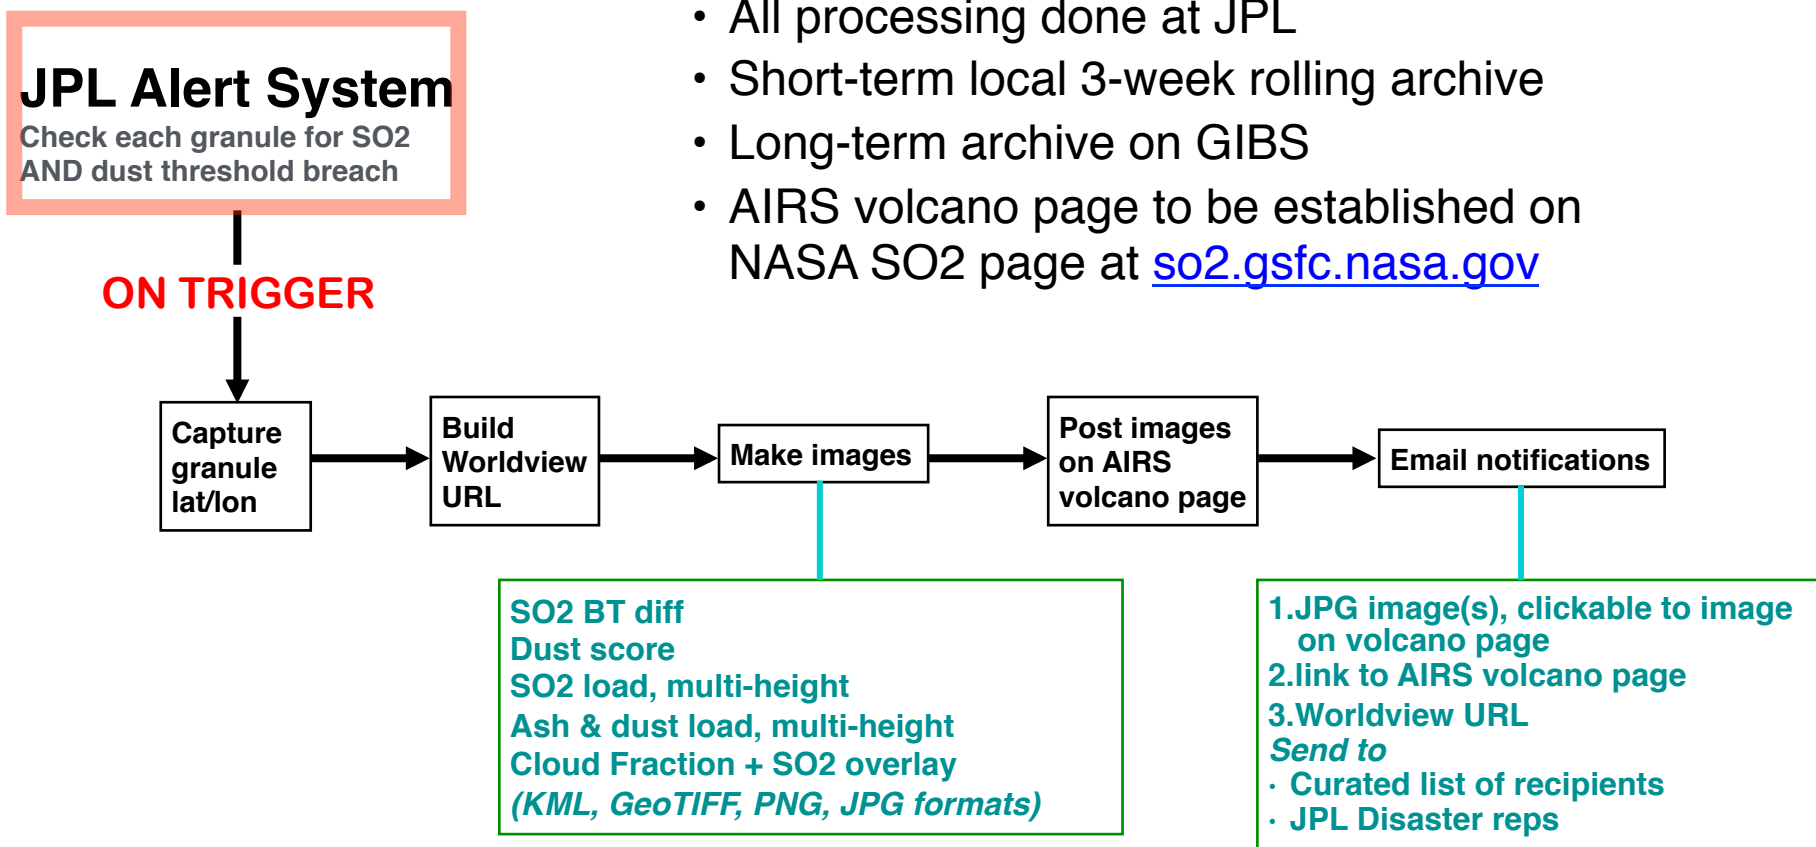 JPL Alert System
Check each granule for SO2
AND dust threshold breach
• All processing done at JPL
• Short-term local 3-week rolling archive
• Long-term archive on GIBS
• AIRS volcano page to be established on
NASA SO2 page at so2.gsfc.nasa.gov
ON TRIGGER
Capture
granule
lat/lon
Build
Worldview
URL
Make images
Post images
on AIRS
volcano page
Email notifications
SO2 BT diff
Dust score
SO2 load, multi-height
Ash & dust load, multi-height
Cloud Fraction + SO2 overlay
(KML, GeoTIFF, PNG, JPG formats)
1.JPG image(s), clickable to image
on volcano page
2.link to AIRS volcano page
3.Worldview URL
Send to
· Curated list of recipients
· JPL Disaster reps